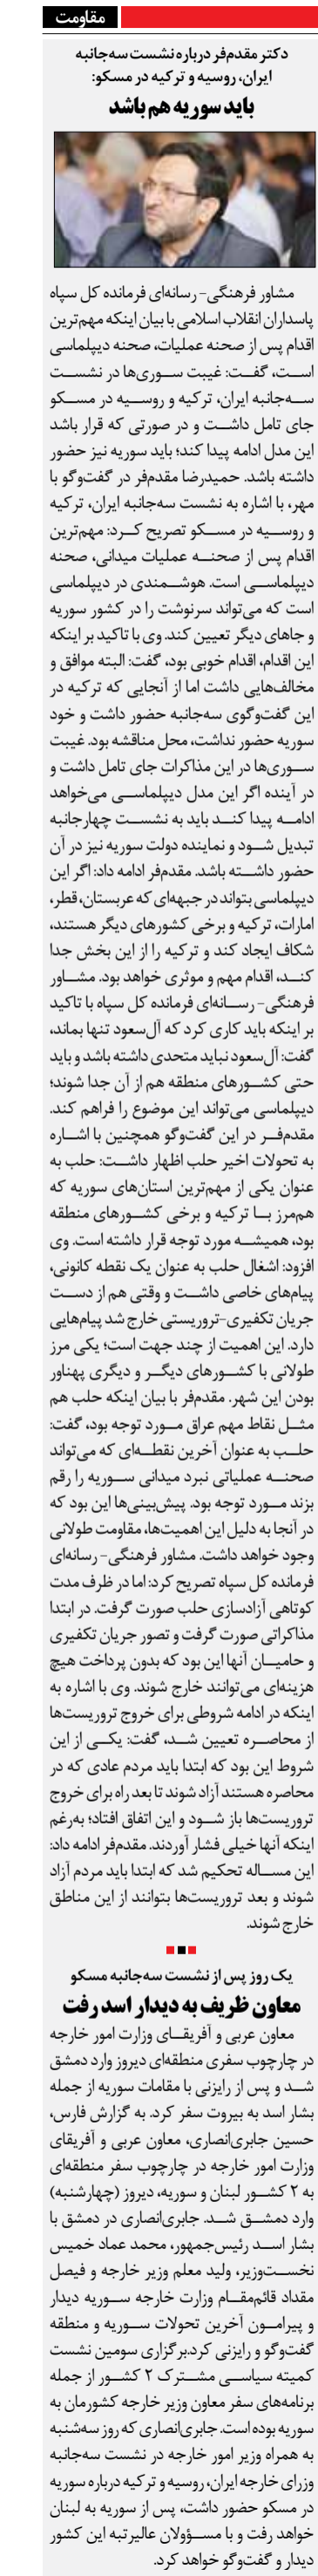 مقاومت
دکتر مقدم‌فر درباره نشست سه‌جانبه
ایران، روسیه و ترکیه در مسکو:
باید سوریه هم باشد
مشاور فرهنگی- رسانه‌ای فرمانده کل سپاه
پاسداران انقلاب اسلامی با بیان اینکه مهم‌ترین
اقدام پس از صحنه عملیات، صحنه دیپلماسی
است، گفت: غیبت سوری‌ها در نشست
سه‌جانبه ایران، ترکیه و روسیه در مسکو
جای تامل داشت و در صورتی که قرار باشد
این مدل ادامه پیدا کند؛ باید سوریه نیز حضور
داشته باشد. حمیدرضا مقدم‌فر در گفت‌وگو با
مهر، با اشاره به نشست سه‌جانبه ایران، ترکیه
و روسیه در مسکو تصریح کرد: مهم‌ترین
اقدام پس از صحنه عملیات میدانی، صحنه
دیپلماسی است. هوشمندی در دیپلماسی
است که می‌تواند سرنوشت را در کشور سوریه
و جاهای دیگر تعیین کند. وی با تاکید بر اینکه
این اقدام، اقدام خوبی بود، گفت: البته موافق و
مخالف‌هایی داشت اما از آنجایی که ترکیه در
این گفت‌وگوی سه‌جانبه حضور داشت و خود
سوریه حضور نداشت، محل مناقشه بود. غیبت
سوری‌ها در این مذاکرات جای تامل داشت و
در آینده اگر این مدل دیپلماسی می‌خواهد
ادامه پیدا کند باید به نشست چهارجانبه
تبدیل شود و نماینده دولت سوریه نیز در آن
حضور داشته باشد. مقدم‌فر ادامه داد: اگر این
دیپلماسی بتواند در جبهه‌ای که عربستان، قطر،
امارات، ترکیه و برخی کشورهای دیگر هستند،
شکاف ایجاد کند و ترکیه را از این بخش جدا
کند، اقدام مهم و موثری خواهد بود. مشاور
فرهنگی- رسانه‌ای فرمانده کل سپاه با تاکید
بر اینکه باید کاری کرد که آل‌سعود تنها بماند،
گفت: آل‌سعود نباید متحدی داشته باشد و باید
حتی کشورهای منطقه هم از آن جدا شوند؛
دیپلماسی می‌تواند این موضوع را فراهم کند.
مقدم‌فر در این گفت‌وگو همچنین با اشاره
به تحولات اخیر حلب اظهار داشت: حلب به
عنوان یکی از مهم‌ترین استان‌های سوریه که
هم‌مرز با ترکیه و برخی کشورهای منطقه
بود، همیشه مورد توجه قرار داشته است. وی
افزود: اشغال حلب به عنوان یک نقطه کانونی،
پیام‌های خاصی داشت و وقتی هم از دست
جریان تکفیری-تروریستی خارج شد پیام‌هایی
دارد. این اهمیت از چند جهت است؛ یکی مرز
طولانی با کشورهای دیگر و دیگری پهناور
بودن این شهر. مقدم‌فر با بیان اینکه حلب هم
مثل نقاط مهم عراق مورد توجه بود، گفت:
حلب به عنوان آخرین نقطه‌ای که می‌تواند
صحنه عملیاتی نبرد میدانی سوریه را رقم
بزند مورد توجه بود. پیش‌بینی‌ها این بود که
در آنجا به دلیل این اهمیت‌ها، مقاومت طولانی
وجود خواهد داشت. مشاور فرهنگی- رسانه‌ای
فرمانده کل سپاه تصریح کرد: اما در ظرف مدت
کوتاهی آزادسازی حلب صورت گرفت. در ابتدا
مذاکراتی صورت گرفت و تصور جریان تکفیری
و حامیان آنها این بود که بدون پرداخت هیچ
هزینه‌ای می‌توانند خارج شوند. وی با اشاره به
اینکه در ادامه شروطی برای خروج تروریست‌ها
از محاصره تعیین شد، گفت: یکی از این
شروط این بود که ابتدا باید مردم عادی که در
محاصره هستند آزاد شوند تا بعد راه برای خروج
تروریست‌ها باز شود و این اتفاق افتاد؛ به‌رغم
اینکه آنها خیلی فشار آوردند. مقدم‌فر ادامه داد:
این مساله تحکیم شد که ابتدا باید مردم آزاد
شوند و بعد تروریست‌ها بتوانند از این مناطق
خارج شوند.
یک روز پس از نشست سه‌جانبه مسکو
معاون ظریف به دیدار اسد رفت
معاون عربی و آفریقای وزارت امور خارجه
در چارچوب سفری منطقه‌ای دیروز وارد دمشق
شد و پس از رایزنی با مقامات سوریه از جمله
بشار اسد به بیروت سفر کرد. به گزارش فارس،
حسین جابری‌انصاری، معاون عربی و آفریقای
وزارت امور خارجه در چارچوب سفر منطقه‌ای
به ۲ کشور لبنان و سوریه، دیروز (چهارشنبه)
وارد دمشق شد. جابری‌انصاری در دمشق با
بشار اسد رئیس‌جمهور، محمد عماد خمیس
نخست‌وزیر، ولید معلم وزیر خارجه و فیصل
مقداد قائم‌مقام وزارت خارجه سوریه دیدار
و پیرامون آخرین تحولات سوریه و منطقه
گفت‌وگو و رایزنی کرد.برگزاری سومین نشست
کمیته سیاسی مشترک ۲ کشور از جمله
برنامه‌های سفر معاون وزیر خارجه کشورمان به
سوریه بوده است. جابری‌انصاری که روز سه‌شنبه
به همراه وزیر امور خارجه در نشست سه‌جانبه
وزرای خارجه ایران، روسیه و ترکیه درباره سوریه
در مسکو حضور داشت، پس از سوریه به لبنان
خواهد رفت و با مسؤولان عالیرتبه این کشور
دیدار و گفت‌وگو خواهد کرد.